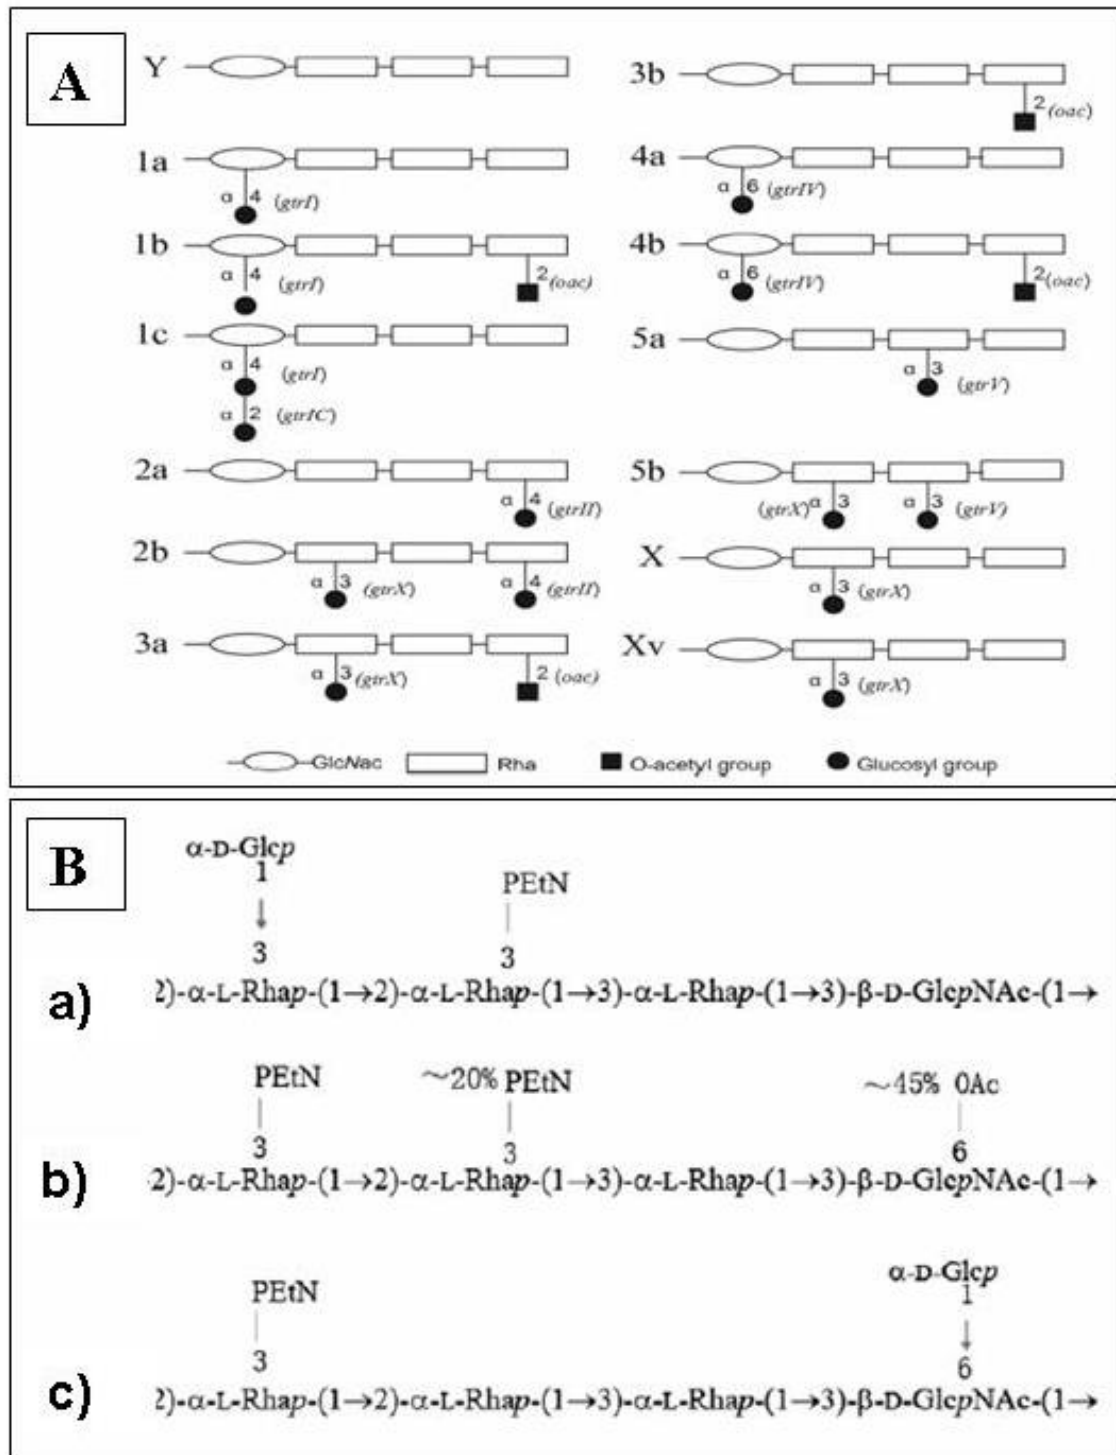 A
Y
1a
α 4 (gtrI)
1b
α 4 (gtrI)
2 (oac)
1c
α 4 (gtrI)
α 2 (gtrIC)
2a
α 4 (gtrII)
2b
α 3 (gtrX)
α 4 (gtrII)
3a
α 3 (gtrX)
2 (oac)
3b
2 (oac)
4a
α 6 (gtrIV)
4b
α 6 (gtrIV)
2 (oac)
5a
α 3 (gtrV)
5b
(gtrX) α 3
α 3 (gtrV)
X
α 3 (gtrX)
Xv
α 3 (gtrX)
GlcNac Rha O-acetyl group Glucosyl group
B
α-D-Glcp
1
↓
3
PEtN
3
a) 2)-α-L-Rhap-(1→2)-α-L-Rhap-(1→3)-α-L-Rhap-(1→3)-β-D-GlcpNAc-(1→
PEtN ~20% PEtN ~45% OAc
3 3 6
b) -2)-α-L-Rhap-(1→2)-α-L-Rhap-(1→3)-α-L-Rhap-(1→3)-β-D-GlcpNAc-(1→
PEtN
3
α-D-Glcp
1
↓
6
c) 2)-α-L-Rhap-(1→2)-α-L-Rhap-(1→3)-α-L-Rhap-(1→3)-β-D-GlcpNAc-(1→